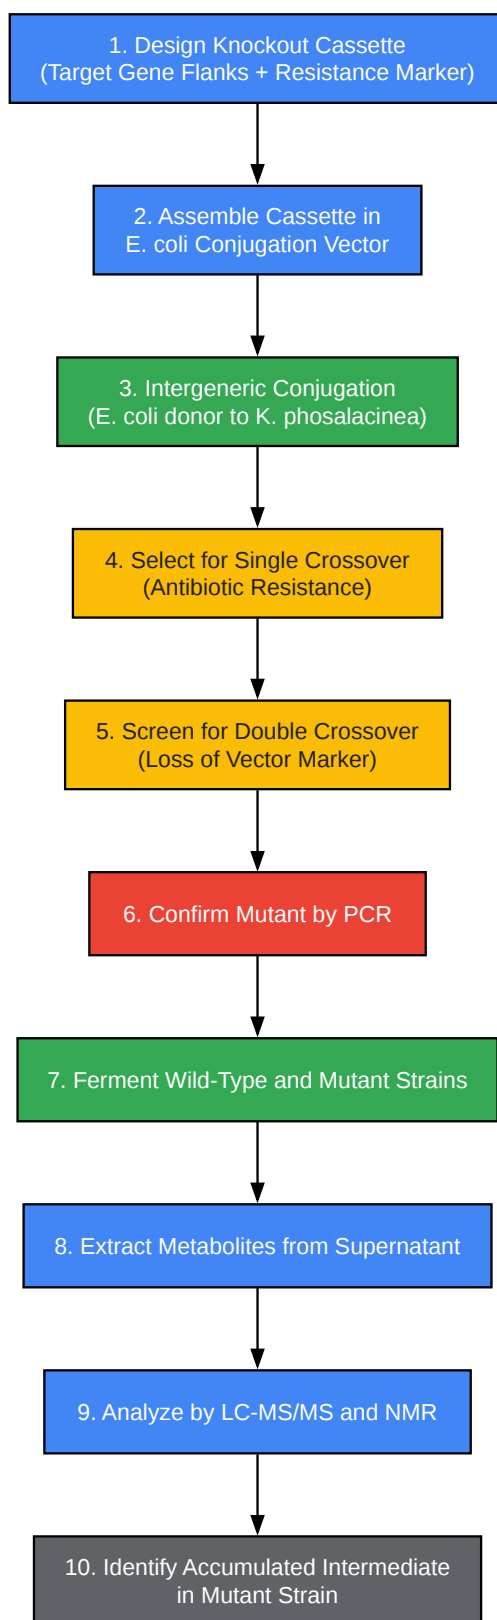 1. Design Knockout Cassette
(Target Gene Flanks + Resistance Marker)
2. Assemble Cassette in
E. coli Conjugation Vector
3. Intergeneric Conjugation
(E. coli donor to K. phosalacinea)
4. Select for Single Crossover
(Antibiotic Resistance)
5. Screen for Double Crossover
(Loss of Vector Marker)
6. Confirm Mutant by PCR
7. Ferment Wild-Type and Mutant Strains
8. Extract Metabolites from Supernatant
9. Analyze by LC-MS/MS and NMR
10. Identify Accumulated Intermediate
in Mutant Strain